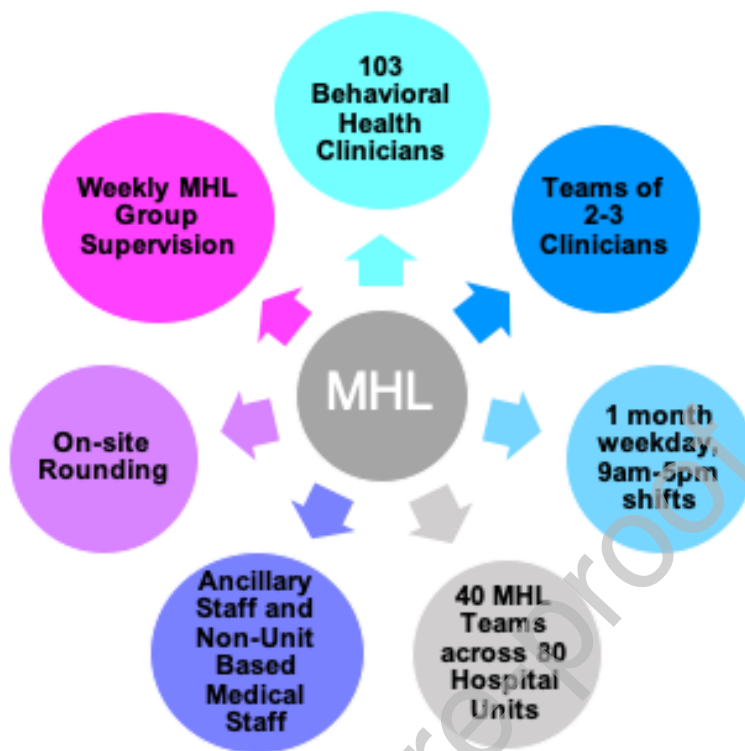 103
Behavioral
Health
Clinicians
Weekly MHL
Group
Supervision
Teams of
2-3
Clinicians
MHL
On-site
Rounding
1 month
weekday,
9am-5pm
shifts
Ancillary
Staff and
Non-Unit
Based
Medical
Staff
40 MHL
Teams
across 80
Hospital
Units